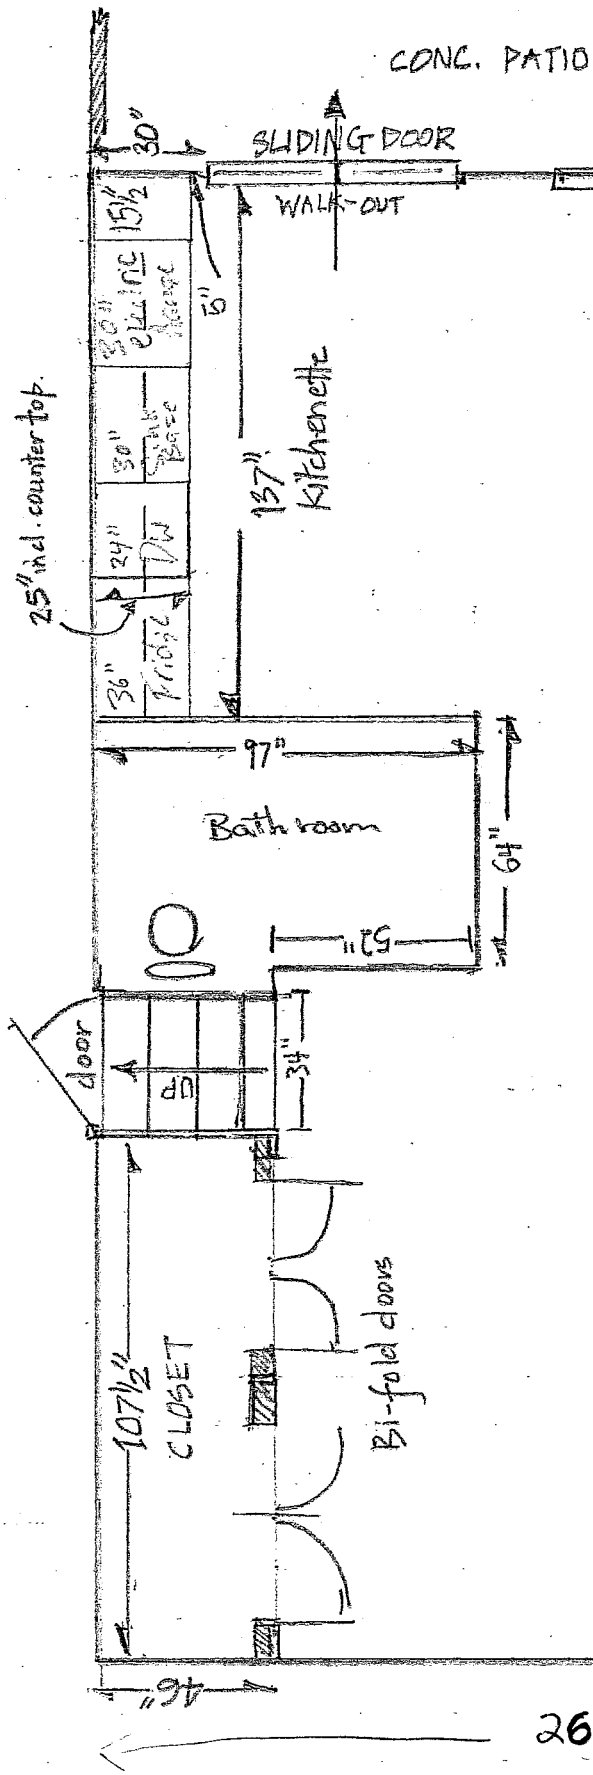 CONC. PATIO
30"
SLIDING DOOR
WALK-OUT
15½
5"
30"
electric
Range
30"
Sink
Base
24"
DW
36"
Fridge
25" incl. counter top.
137"
Kitchenette
97"
Bathroom
64"
52"
door
UP
34"
107½"
CLOSET
Bi-fold doors
46"
26